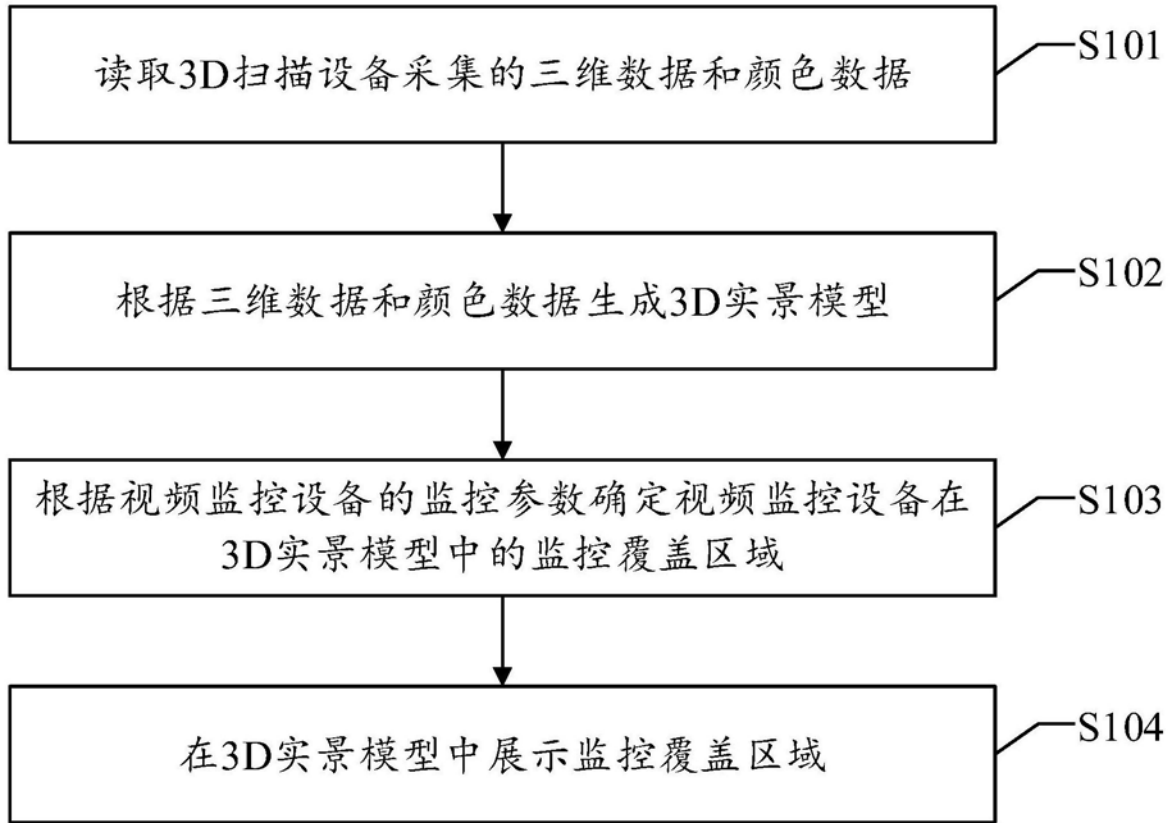 读取3D扫描设备采集的三维数据和颜色数据
S101
根据三维数据和颜色数据生成3D实景模型
S102
根据视频监控设备的监控参数确定视频监控设备在
3D实景模型中的监控覆盖区域
S103
在3D实景模型中展示监控覆盖区域
S104